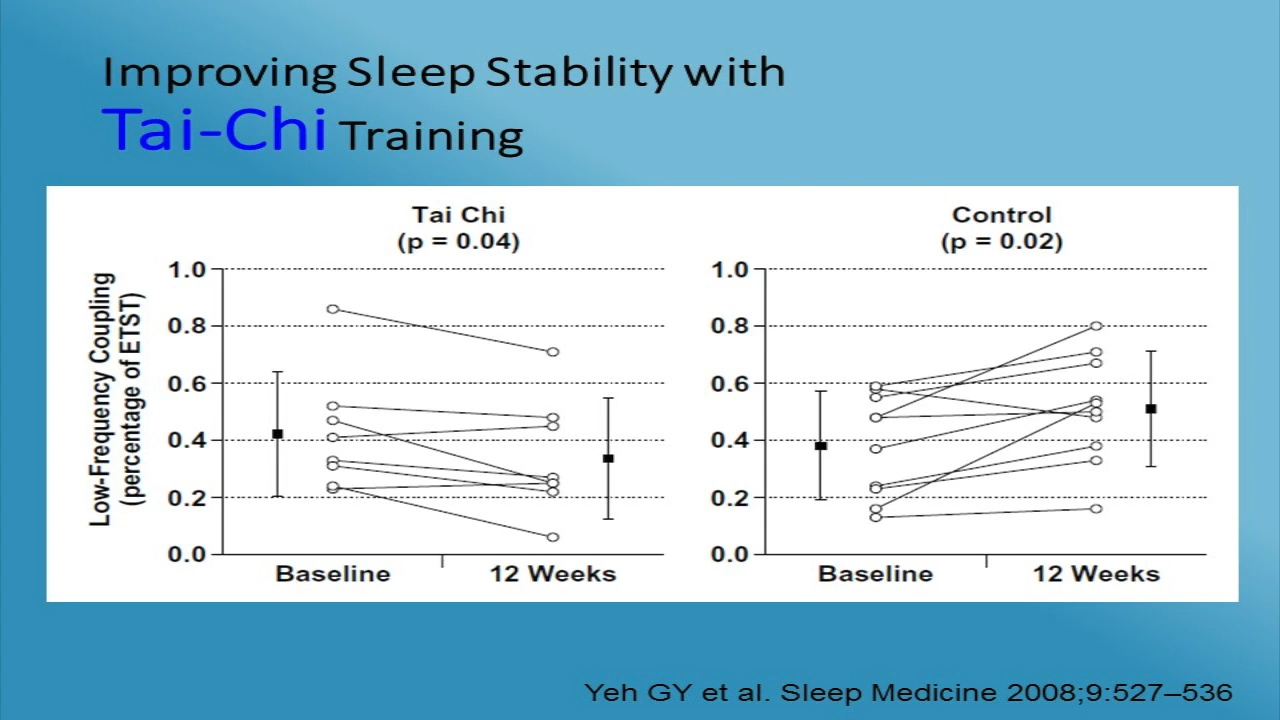 Improving Sleep Stability with
Tai-Chi Training
Tai Chi
(p = 0.04)
Low-Frequency Coupling
(percentage of ETST)
1.0
0.8
0.6
0.4
0.2
0.0
Baseline
12 Weeks
Control
(p = 0.02)
1.0
0.8
0.6
0.4
0.2
0.0
Baseline
12 Weeks
Yeh GY et al. Sleep Medicine 2008;9:527–536